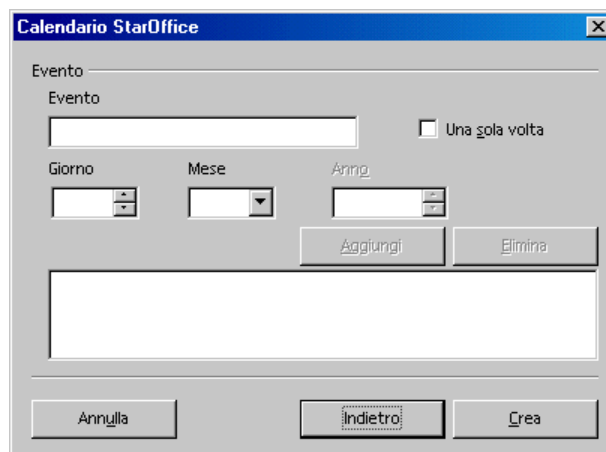 Calendario StarOffice
Evento
Evento
Una sola volta
Giorno Mese Anno
Aggiungi Elimina
Annulla Indietro Crea